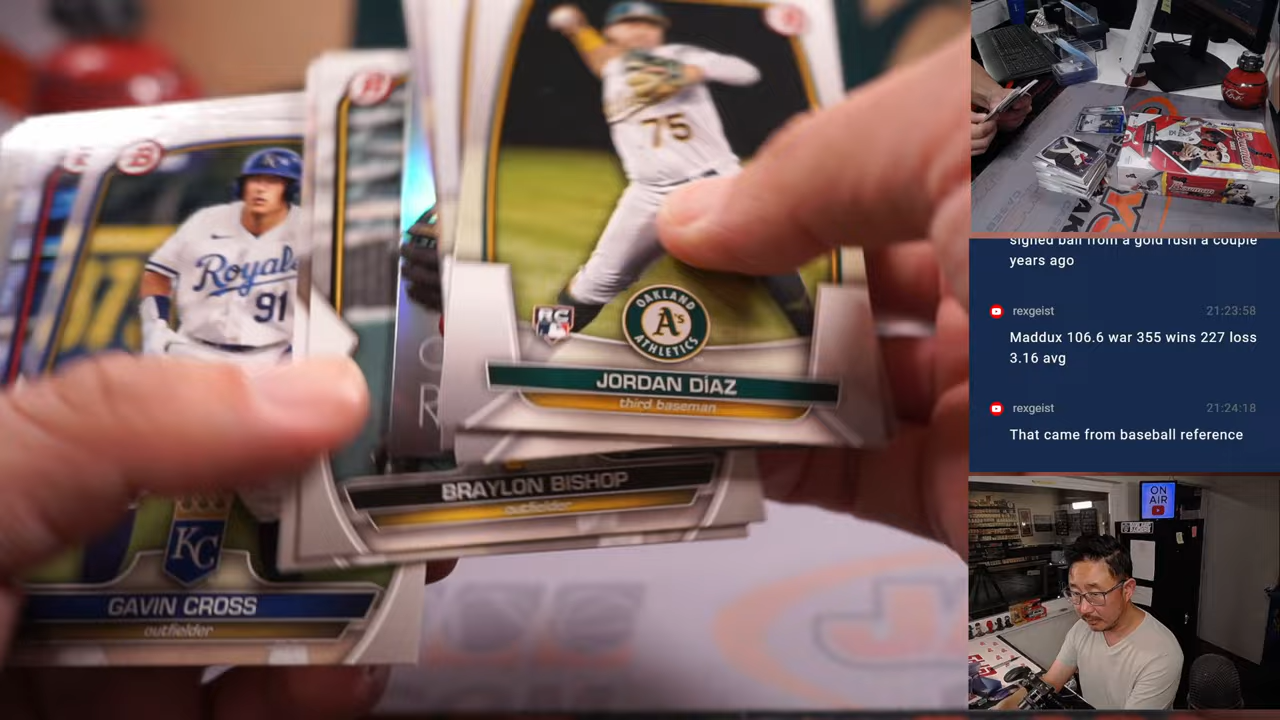 75
OAKLAND
A's
ATHLETICS
RC
JORDAN DÍAZ
third baseman
BRAYLON BISHOP
outfielder
B
Royals
91
KC
GAVIN CROSS
outfielder
signed ball from a gold rush a couple
years ago
rexgeist 21:23:58
Maddux 106.6 war 355 wins 227 loss
3.16 avg
rexgeist 21:24:18
That came from baseball reference
ON
AIR